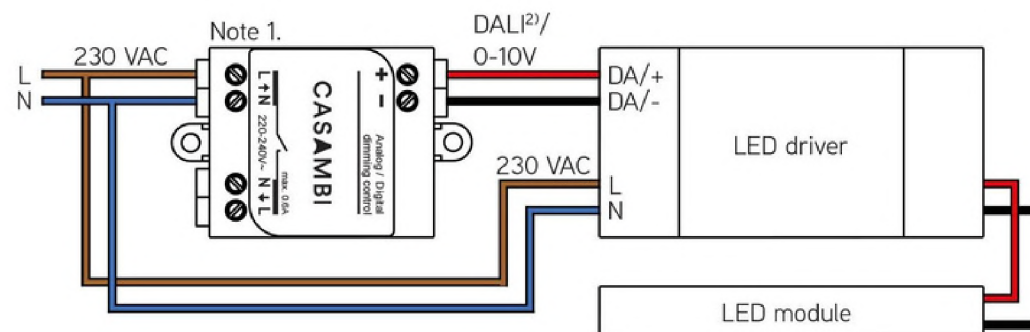 Note 1.
DALI²⁾/
0-10V
230 VAC
L
N
L N
220-240V~
N L
max. 0.6A
CASAMBI
Analog / Digital
dimming control
+
-
DA/+
DA/-
LED driver
230 VAC
L
N
LED module